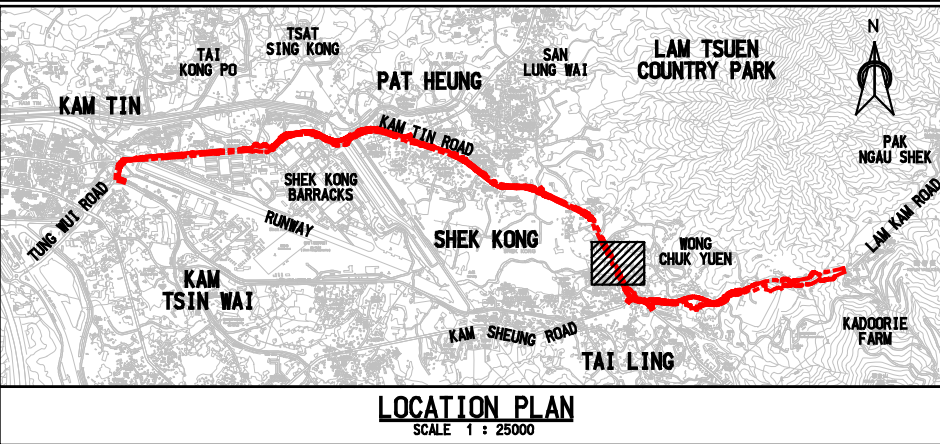 TSAT
SING KONG
TAI
KONG PO
SAN
LUNG WAI
LAM TSUEN
COUNTRY PARK
N
PAT HEUNG
KAM TIN
KAM TIN ROAD
PAK
NGAU SHEK
SHEK KONG
BARRACKS
LAM KAM ROAD
TUNG WUI ROAD
RUNWAY
SHEK KONG
WONG
CHUK YUEN
KAM
TSIN WAI
KADOORIE
FARM
KAM SHEUNG ROAD
TAI LING
LOCATION PLAN
SCALE 1 : 25000